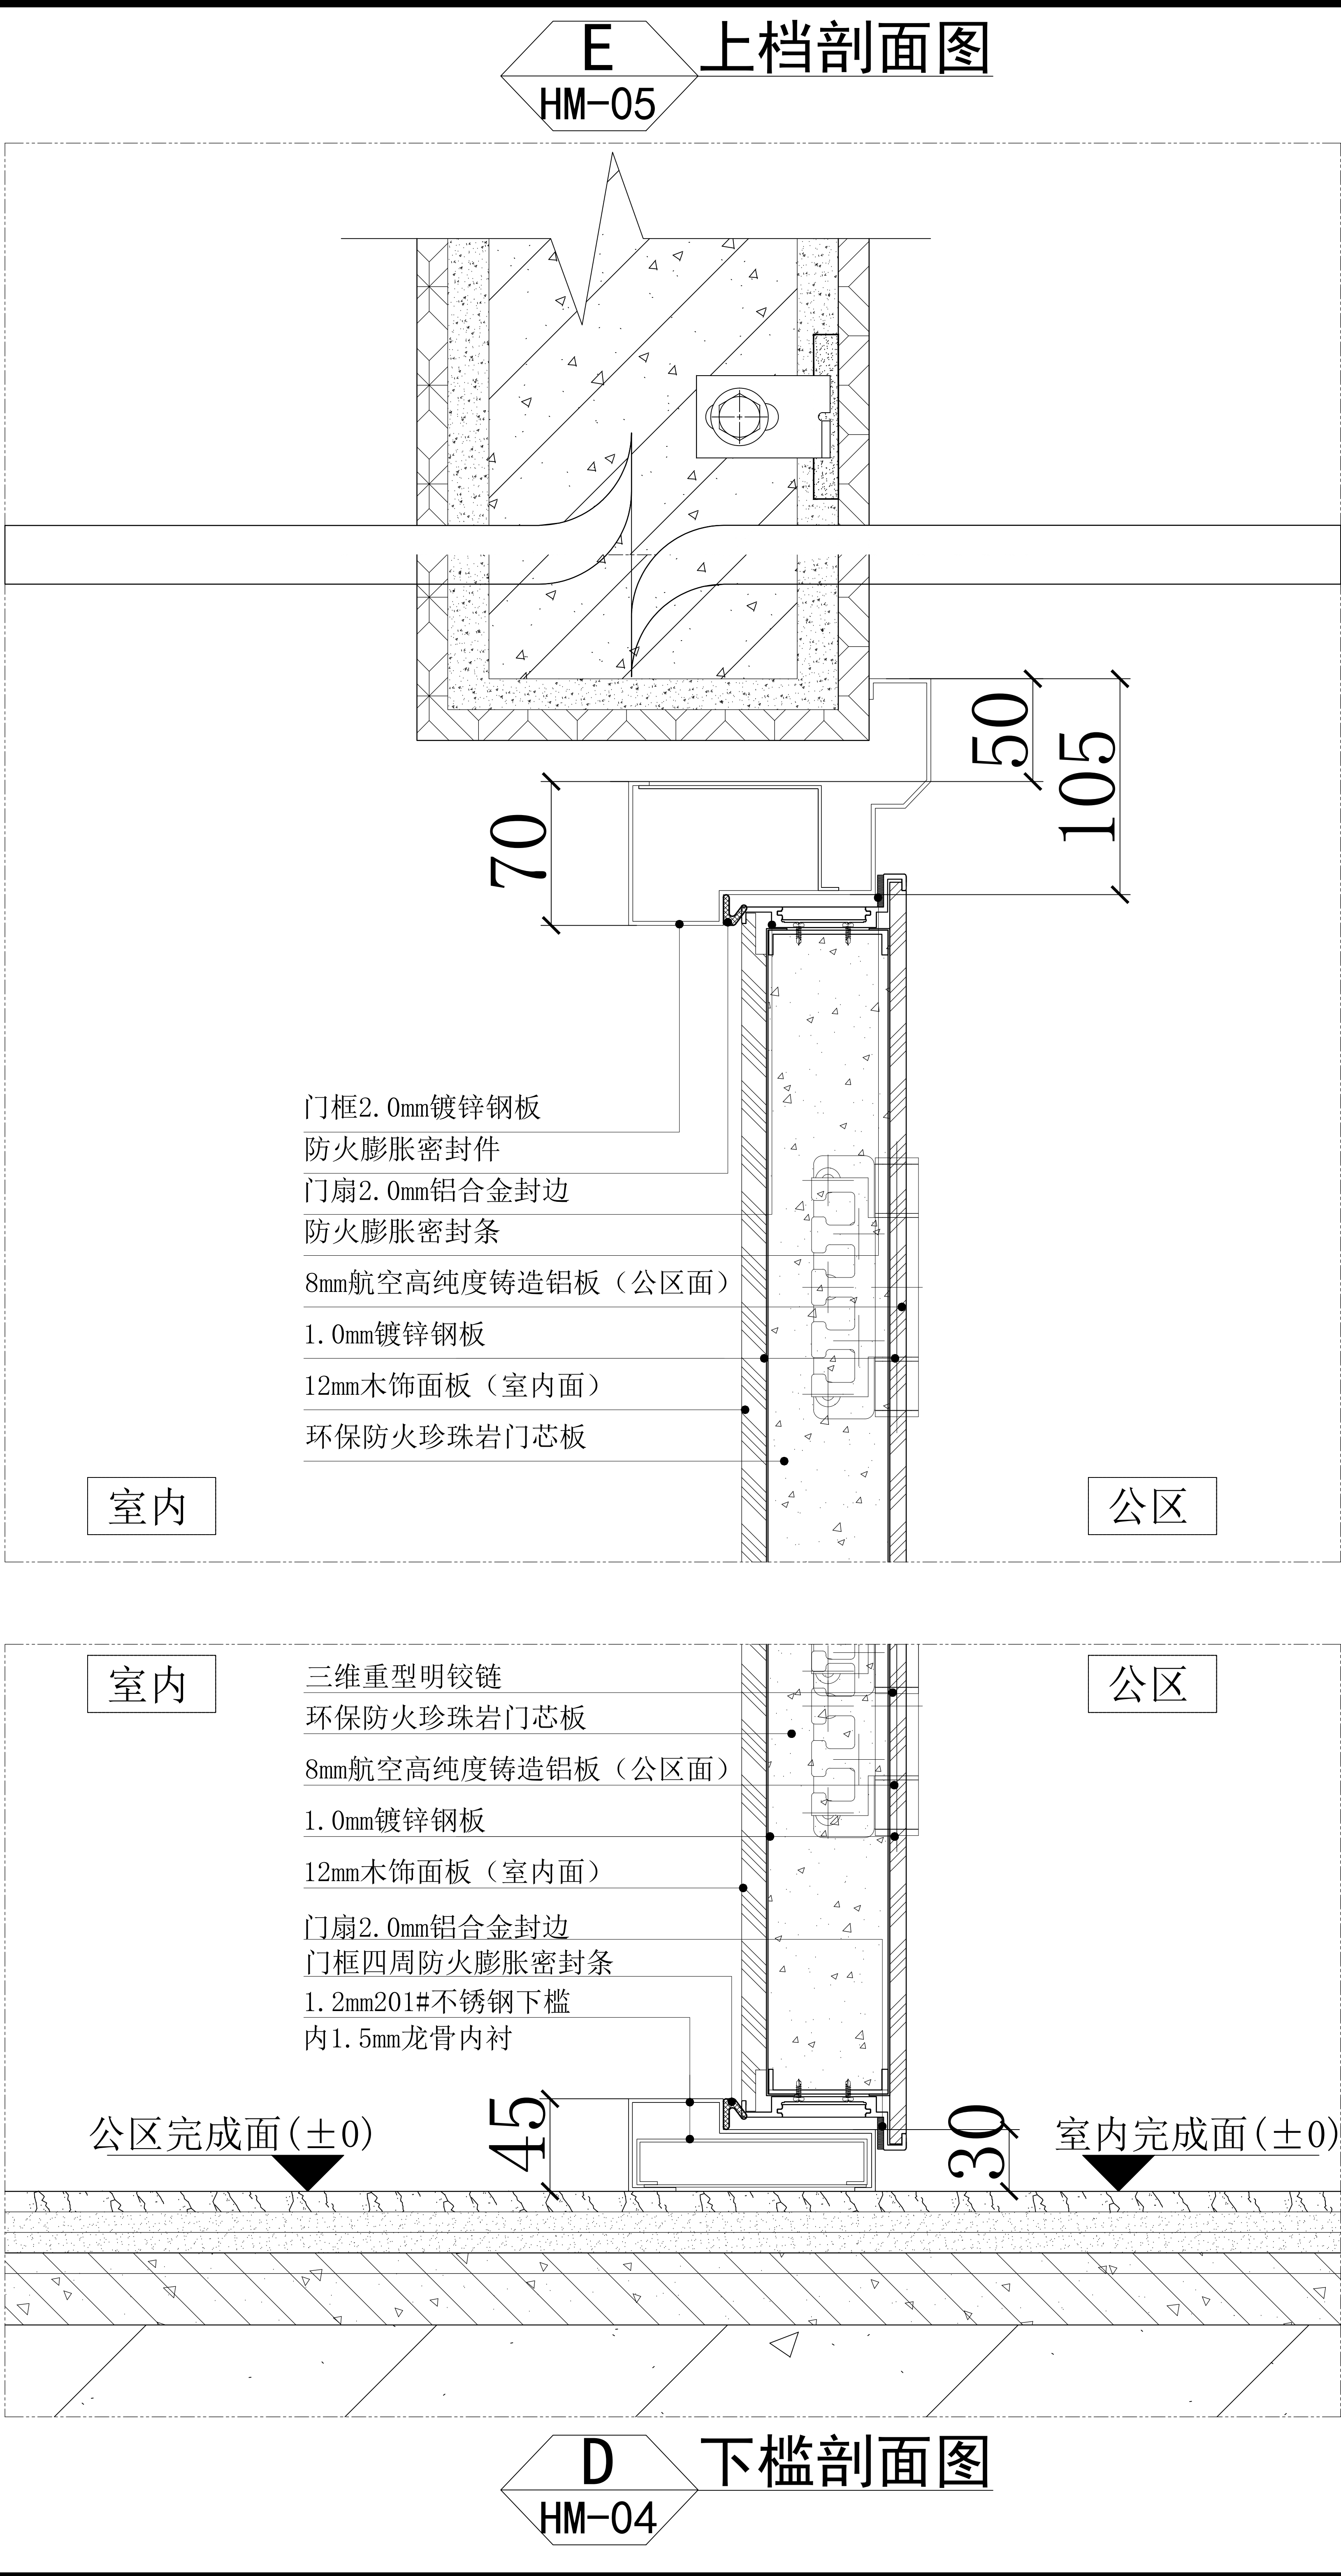 E 上档剖面图
HM-05
50
105
70
门框2.0mm镀锌钢板
防火膨胀密封件
门扇2.0mm铝合金封边
防火膨胀密封条
8mm航空高纯度铸造铝板（公区面）
1.0mm镀锌钢板
12mm木饰面板（室内面）
环保防火珍珠岩门芯板
室内
公区
室内
公区
三维重型明铰链
环保防火珍珠岩门芯板
8mm航空高纯度铸造铝板（公区面）
1.0mm镀锌钢板
12mm木饰面板（室内面）
门扇2.0mm铝合金封边
门框四周防火膨胀密封条
1.2mm201#不锈钢下槛
内1.5mm龙骨内衬
45
30
公区完成面(±0)
室内完成面(±0)
D 下槛剖面图
HM-04